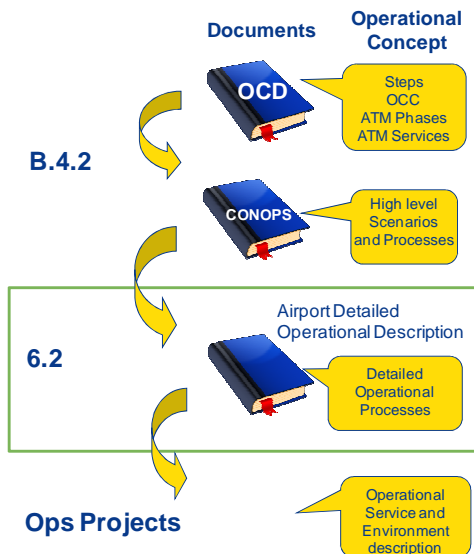 Documents
Operational
Concept
OCD
Steps
OCC
ATM Phases
ATM Services
B.4.2
CONOPS
High level
Scenarios
and Processes
Airport Detailed
Operational Description
6.2
Detailed
Operational
Processes
Ops Projects
Operational
Service and
Environment
description